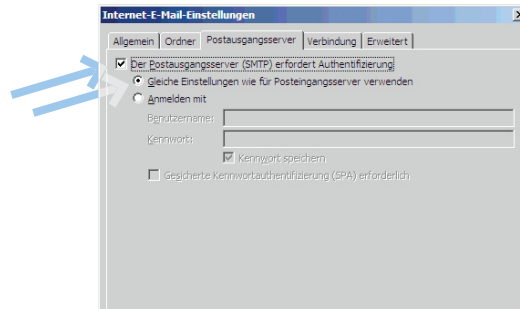 Internet-E-Mail-Einstellungen
Allgemein Ordner Postausgangsserver Verbindung Erweitert
Der Postausgangsserver (SMTP) erfordert Authentifizierung
Gleiche Einstellungen wie für Posteingangsserver verwenden
Anmelden mit
Benutzername:
Kennwort:
Kennwort speichern
Gesicherte Kennwortauthentifizierung (SPA) erforderlich